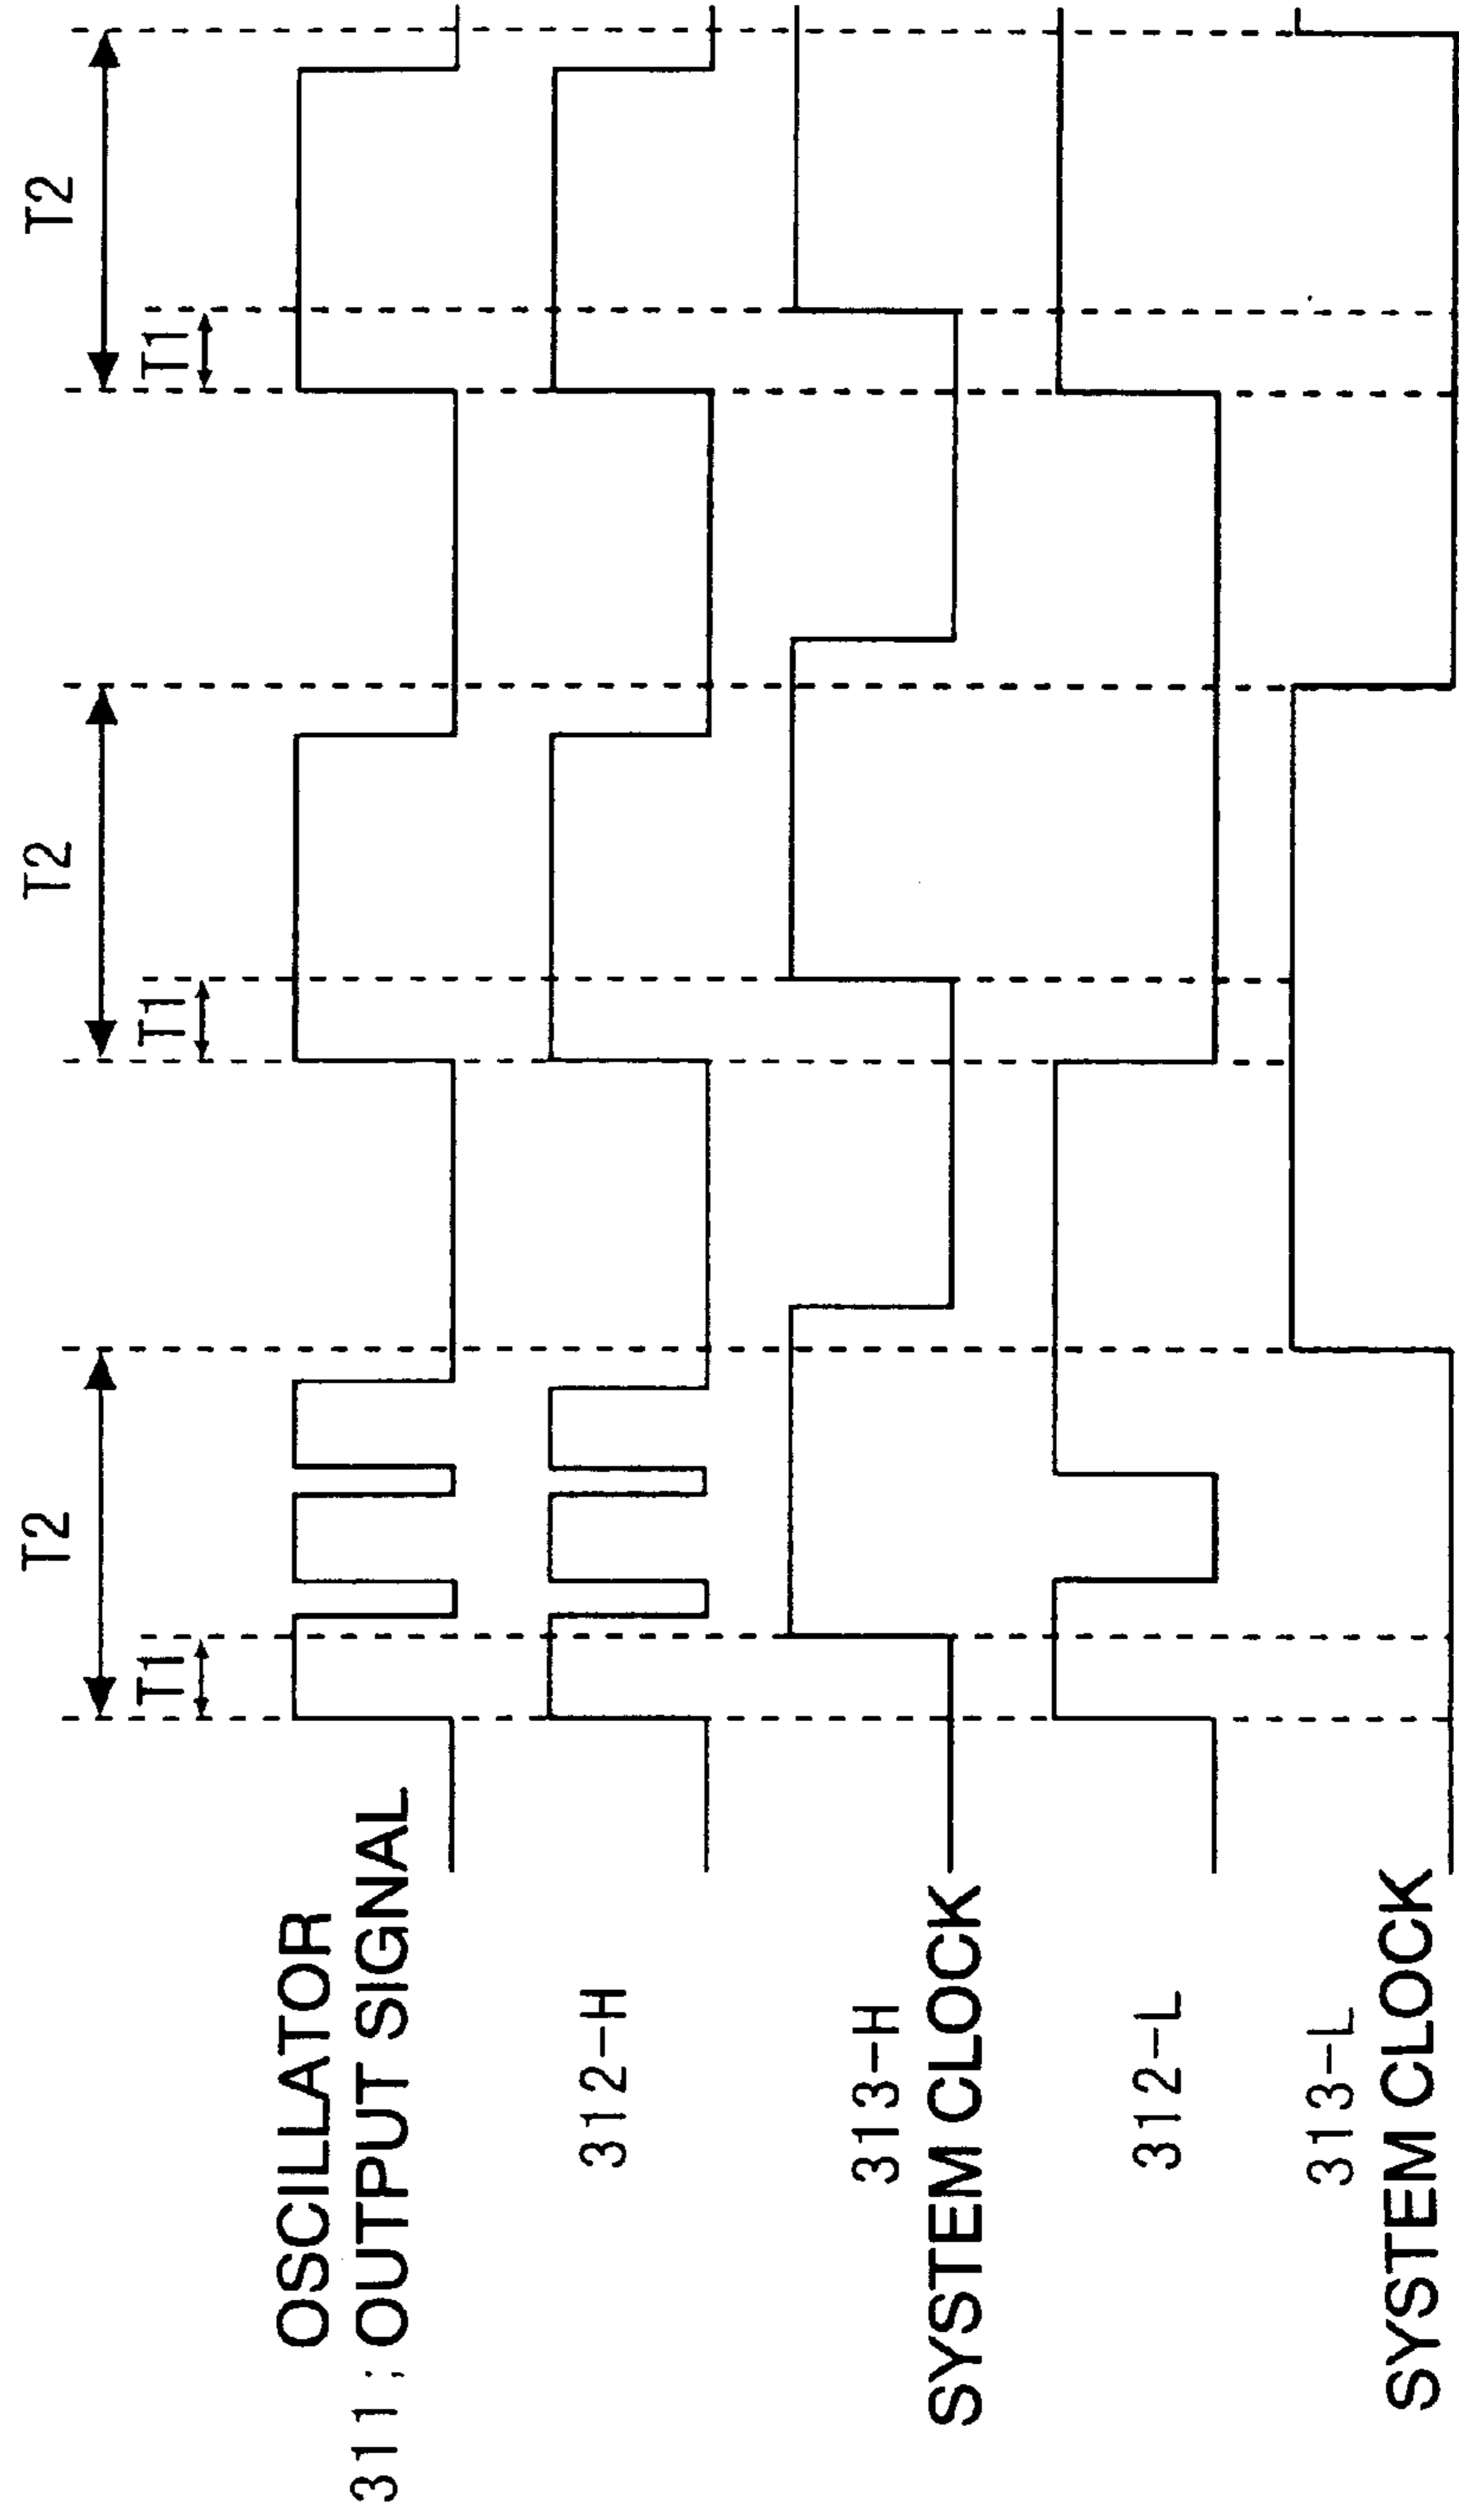 T2
T2
T2
T1
T1
T1
OSCILLATOR
311; OUTPUT SIGNAL
312-H
313-H
SYSTEM CLOCK
312-L
313-L
SYSTEM CLOCK